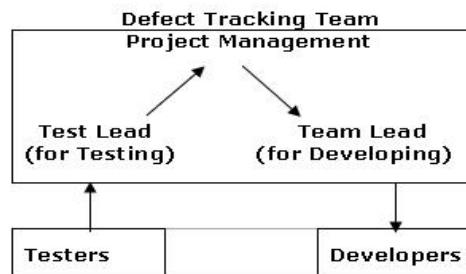 Defect Tracking Team
Project Management
Test Lead
(for Testing)
Team Lead
(for Developing)
Testers
Developers